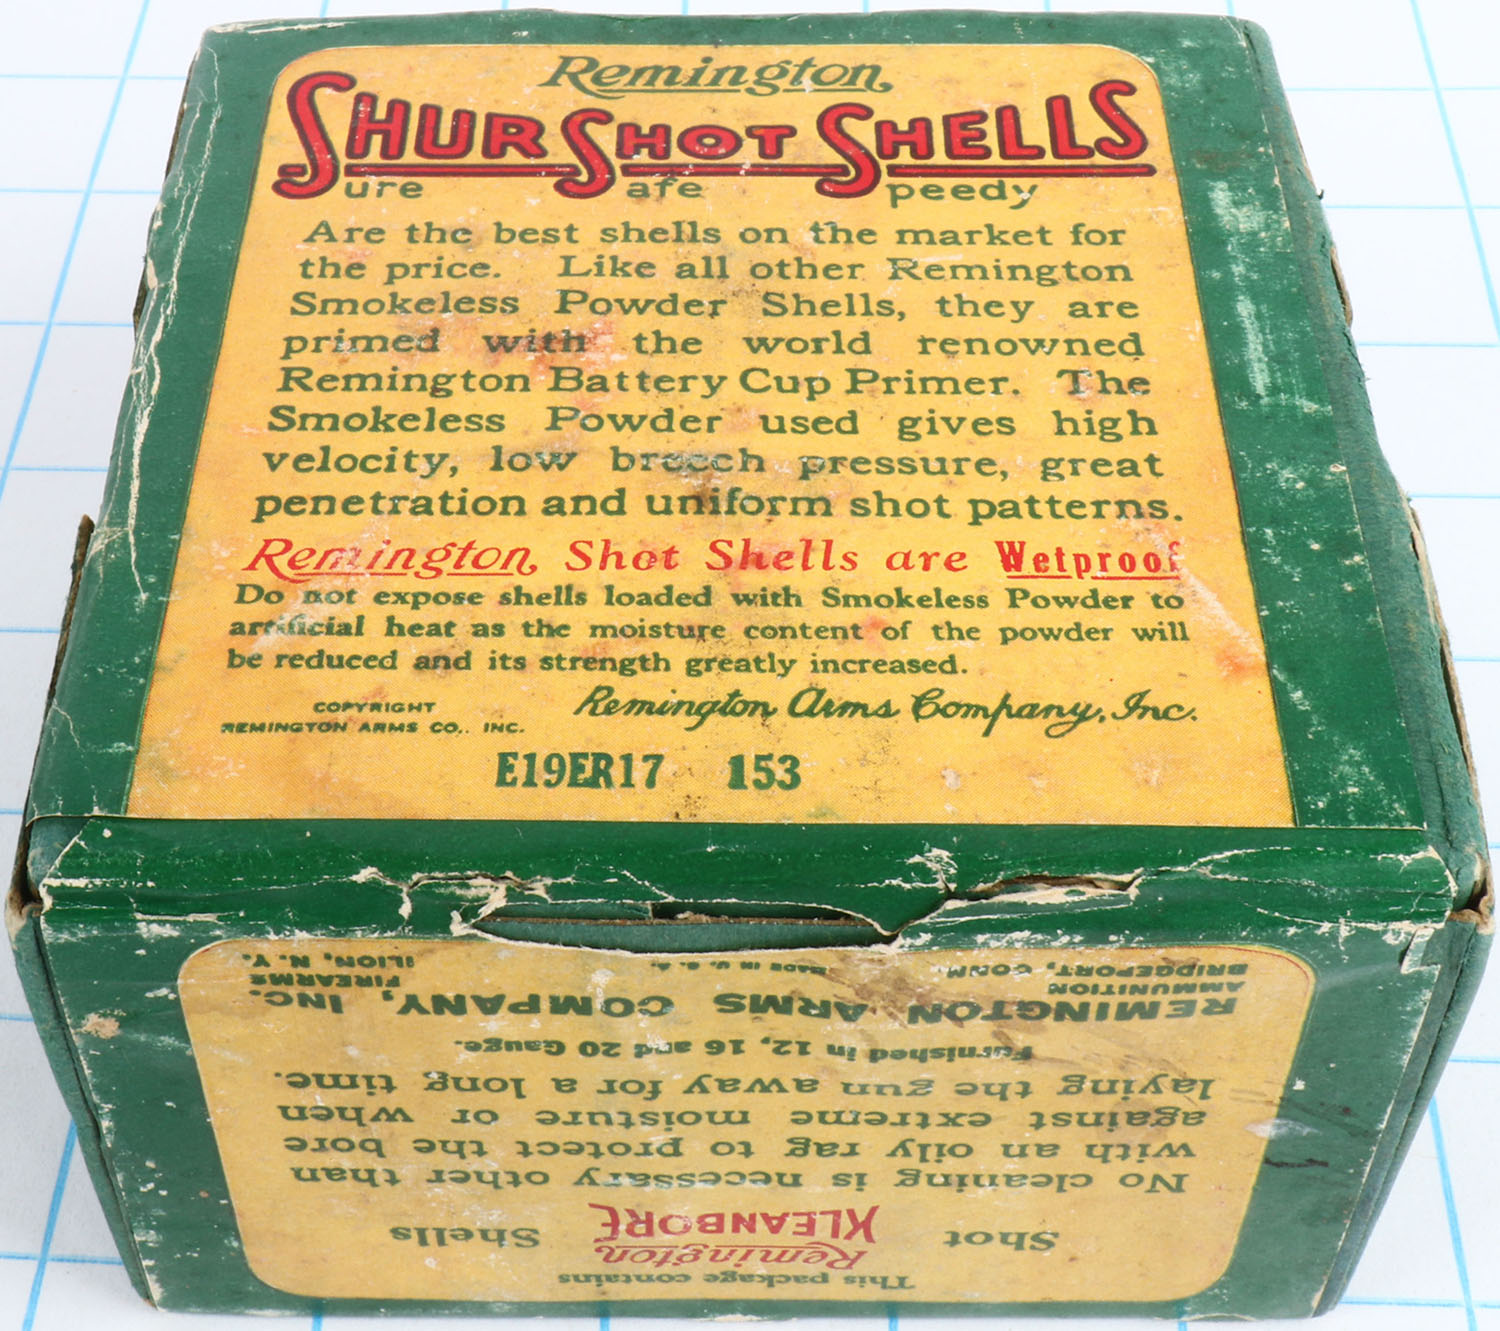 Remington
SHUR SHOT SHELLS
ure afe peedy
Are the best shells on the market for
the price. Like all other Remington
Smokeless Powder Shells, they are
primed with the world renowned
Remington Battery Cup Primer. The
Smokeless Powder used gives high
velocity, low breech pressure, great
penetration and uniform shot patterns.
Remington Shot Shells are Wetproof
Do not expose shells loaded with Smokeless Powder to
artificial heat as the moisture content of the powder will
be reduced and its strength greatly increased.
COPYRIGHT
REMINGTON ARMS CO., INC.
Remington Arms Company, Inc.
E19ER17 153
This package contains
Remington
Shot KLEANBORE Shells
No cleaning is necessary other than
with an oily rag to protect the bore
against extreme moisture or when
laying the gun away for a long time.
Furnished in 12, 16 and 20 Gauge.
REMINGTON ARMS COMPANY, INC.
AMMUNITION FIREARMS
BRIDGEPORT, CONN. MADE IN U. S. A. ILION, N. Y.